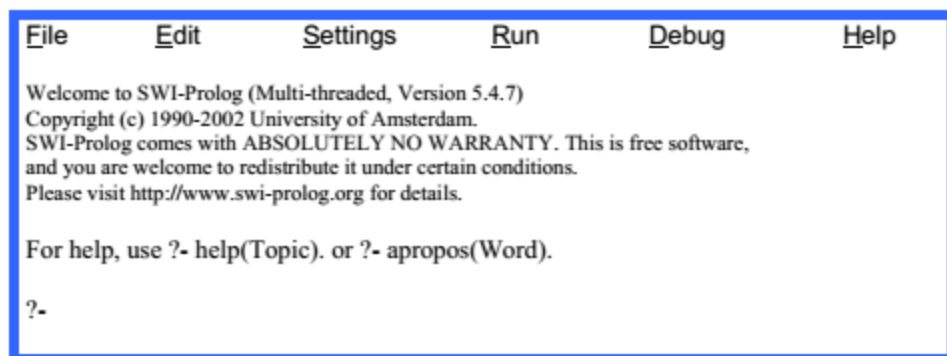 File Edit Settings Run Debug Help
Welcome to SWI-Prolog (Multi-threaded, Version 5.4.7)
Copyright (c) 1990-2002 University of Amsterdam.
SWI-Prolog comes with ABSOLUTELY NO WARRANTY. This is free software,
and you are welcome to redistribute it under certain conditions.
Please visit http://www.swi-prolog.org for details.
For help, use ?- help(Topic). or ?- apropos(Word).
?-